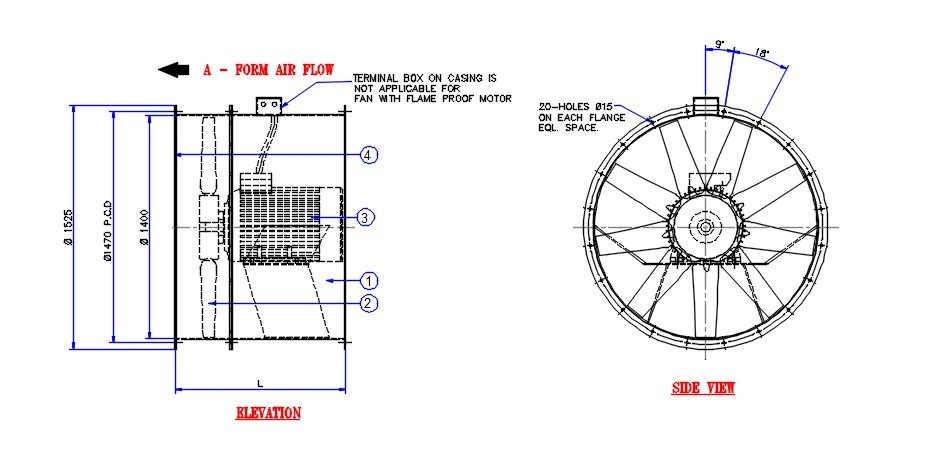 A - FORM AIR FLOW
TERMINAL BOX ON CASING IS
NOT APPLICABLE FOR
FAN WITH FLAME PROOF MOTOR
9°
18°
20-HOLES Ø15
ON EACH FLANGE
EQL. SPACE.
4
3
1
2
Ø 1525
Ø1470 P.C.D
Ø 1400
L
ELEVATION
SIDE VIEW